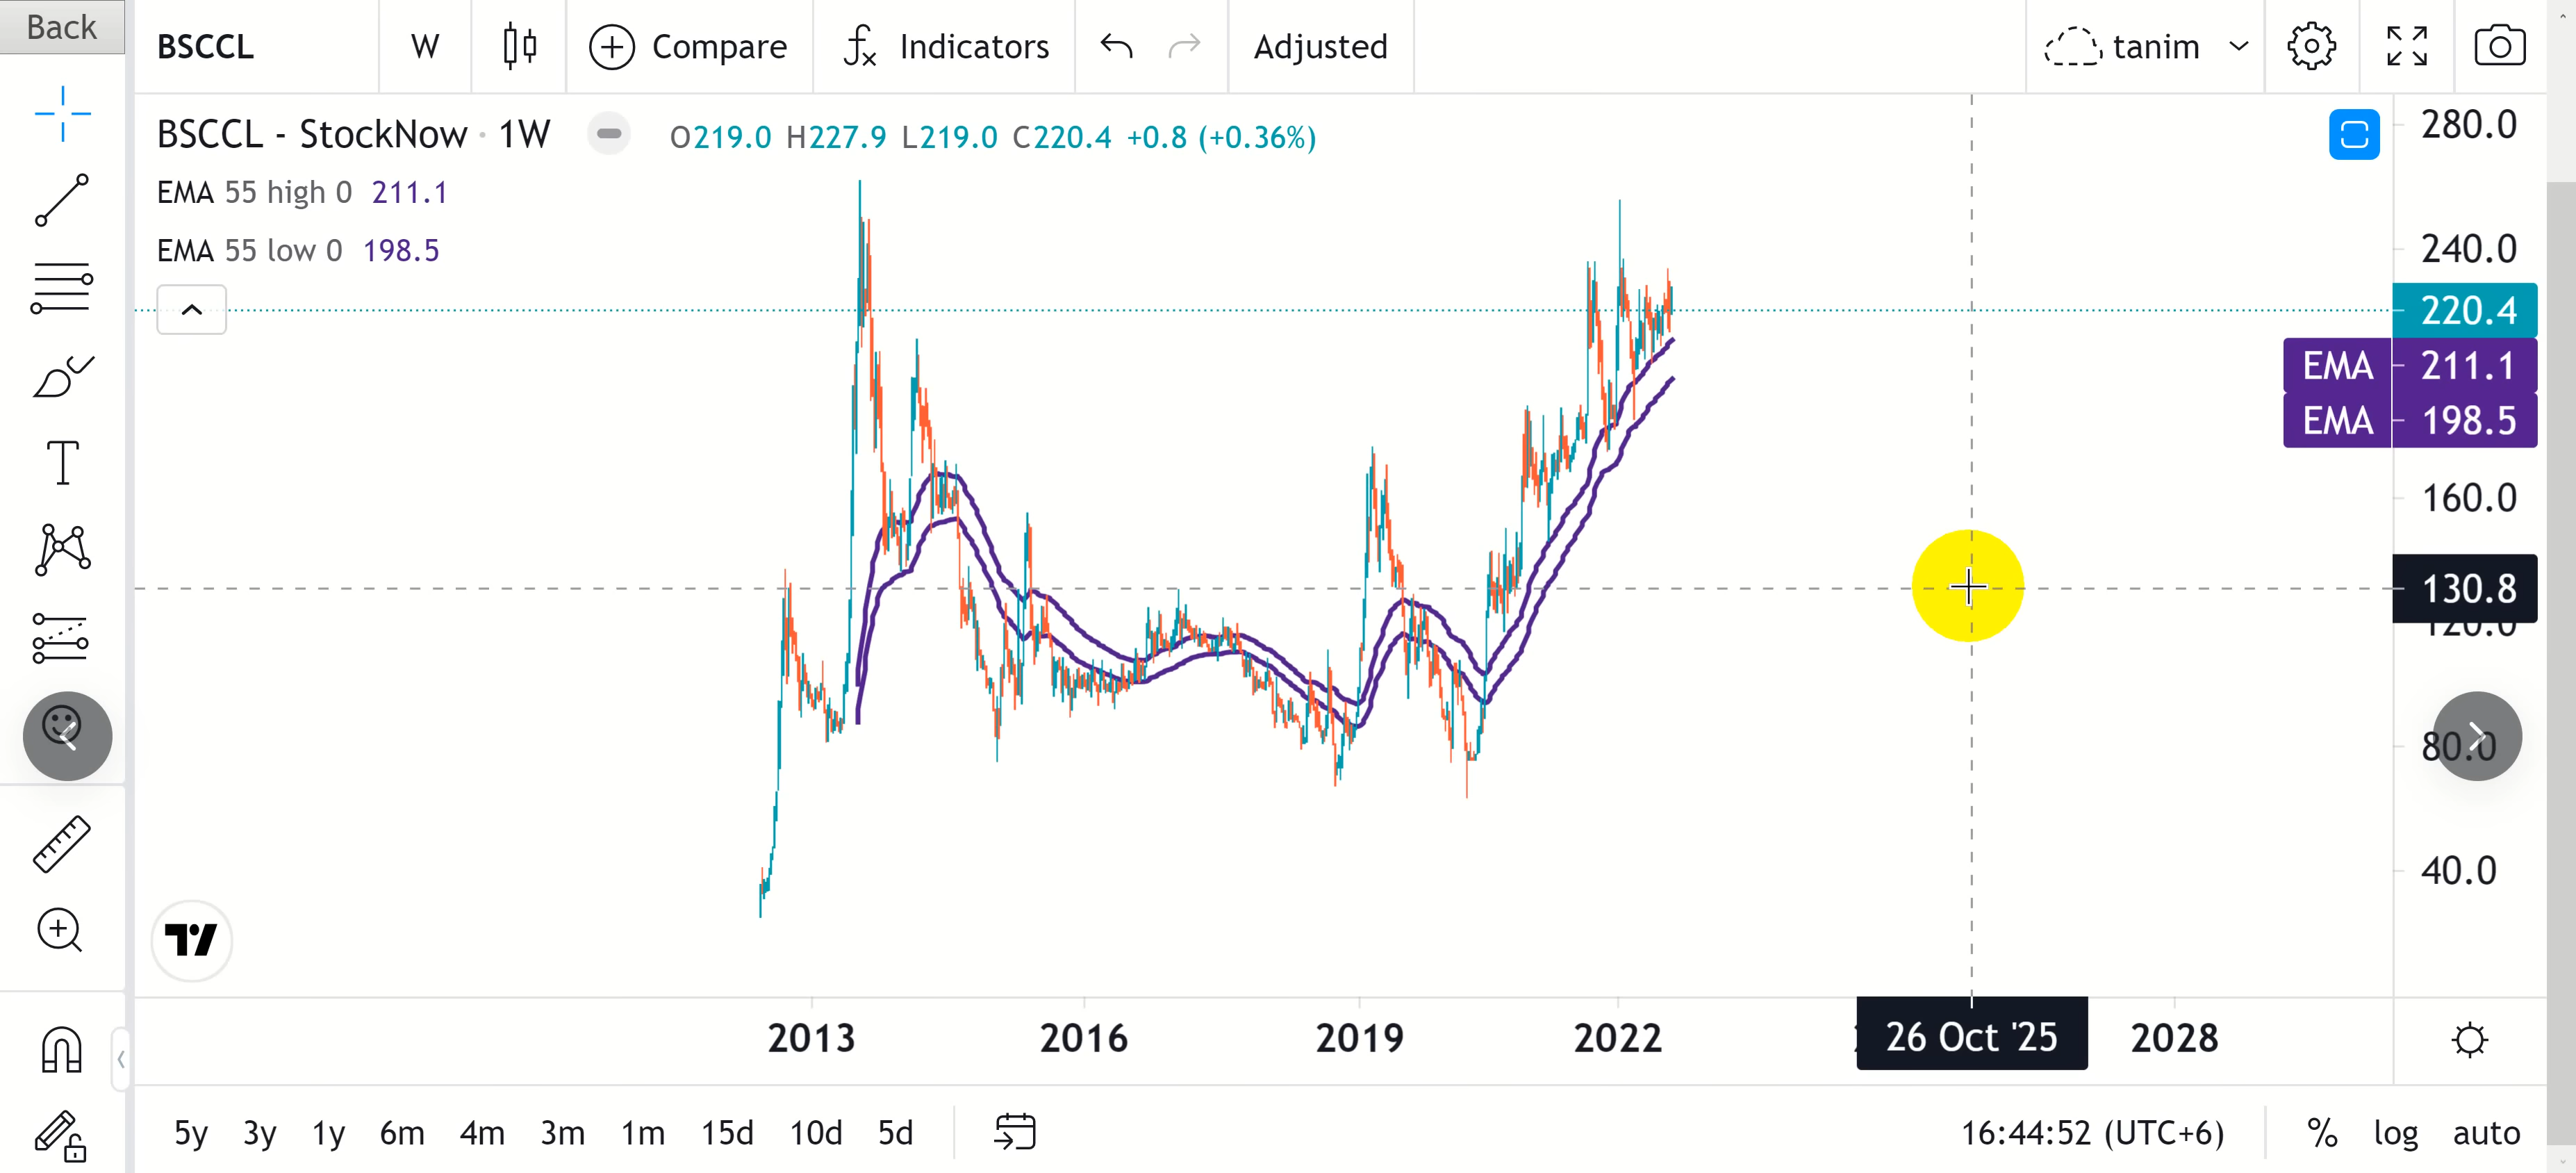 Back
BSCCL W Compare Indicators Adjusted tanim
BSCCL - StockNow · 1W O219.0 H227.9 L219.0 C220.4 +0.8 (+0.36%)
EMA 55 high 0 211.1
EMA 55 low 0 198.5
280.0
240.0
220.4
EMA 211.1
EMA 198.5
160.0
130.8
120.0
80.0
40.0
2013 2016 2019 2022 26 Oct '25 2028
5y 3y 1y 6m 4m 3m 1m 15d 10d 5d 16:44:52 (UTC+6) % log auto